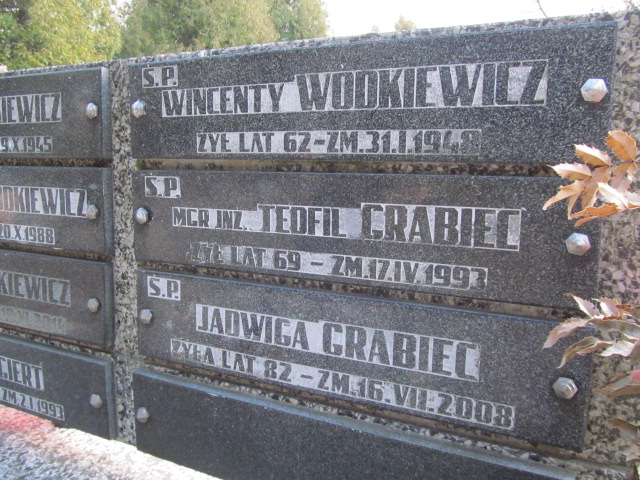 KIEWICZ
9 X 1945
ODKIEWICZ
20.X 1988
KIEWICZ
GIERT
ZM.2.I.1993
Ś.P.
WINCENTY WODKIEWICZ
ŻYŁ LAT 62-ZM.31.I.1948
Ś.P.
MGR INŻ. TEOFIL GRABIEC
ŻYŁ LAT 69 - ZM.17.IV.1993
Ś.P.
JADWIGA GRABIEC
ŻYŁA LAT 82 - ZM.16.VII.2008